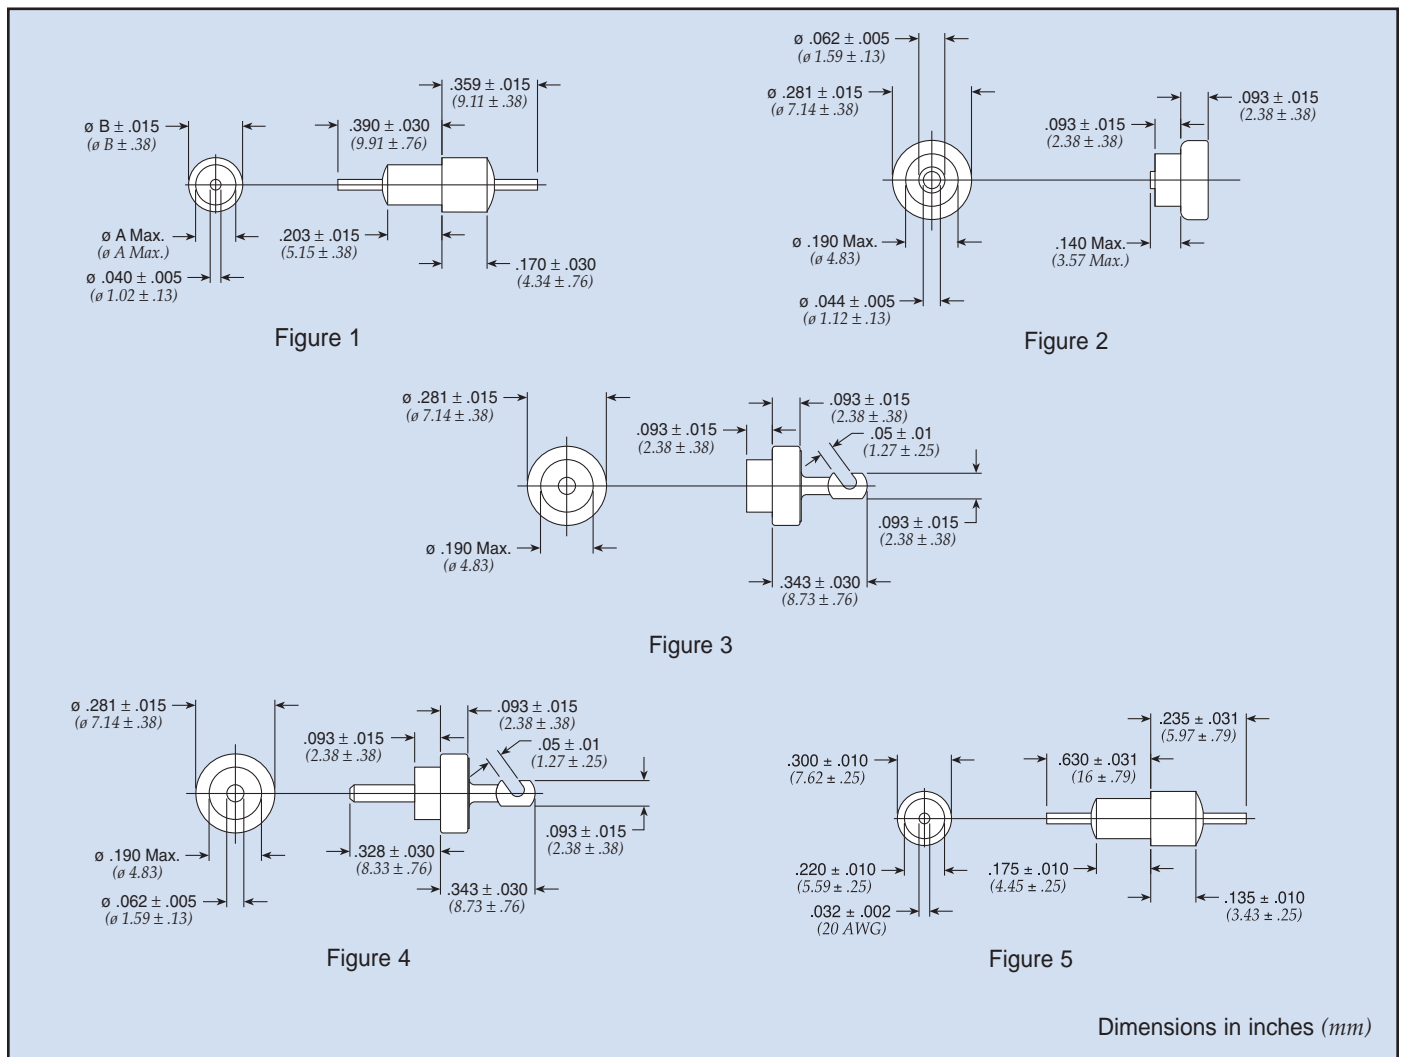 .359 ± .015
(9.11 ± .38)
ø B ± .015
(ø B ± .38)
.390 ± .030
(9.91 ± .76)
ø A Max.
(ø A Max.)
.203 ± .015
(5.15 ± .38)
.170 ± .030
(4.34 ± .76)
ø .040 ± .005
(ø 1.02 ± .13)
Figure 1
ø .062 ± .005
(ø 1.59 ± .13)
ø .281 ± .015
(ø 7.14 ± .38)
.093 ± .015
(2.38 ± .38)
.093 ± .015
(2.38 ± .38)
ø .190 Max.
(ø 4.83)
.140 Max.
(3.57 Max.)
ø .044 ± .005
(ø 1.12 ± .13)
Figure 2
ø .281 ± .015
(ø 7.14 ± .38)
.093 ± .015
(2.38 ± .38)
.093 ± .015
(2.38 ± .38)
.05 ± .01
(1.27 ± .25)
.093 ± .015
(2.38 ± .38)
ø .190 Max.
(ø 4.83)
.343 ± .030
(8.73 ± .76)
Figure 3
ø .281 ± .015
(ø 7.14 ± .38)
.093 ± .015
(2.38 ± .38)
.093 ± .015
(2.38 ± .38)
.05 ± .01
(1.27 ± .25)
.093 ± .015
(2.38 ± .38)
ø .190 Max.
(ø 4.83)
.328 ± .030
(8.33 ± .76)
.343 ± .030
(8.73 ± .76)
ø .062 ± .005
(ø 1.59 ± .13)
Figure 4
.235 ± .031
(5.97 ± .79)
.300 ± .010
(7.62 ± .25)
.630 ± .031
(16 ± .79)
.220 ± .010
(5.59 ± .25)
.175 ± .010
(4.45 ± .25)
.135 ± .010
(3.43 ± .25)
.032 ± .002
(20 AWG)
Figure 5
Dimensions in inches (mm)